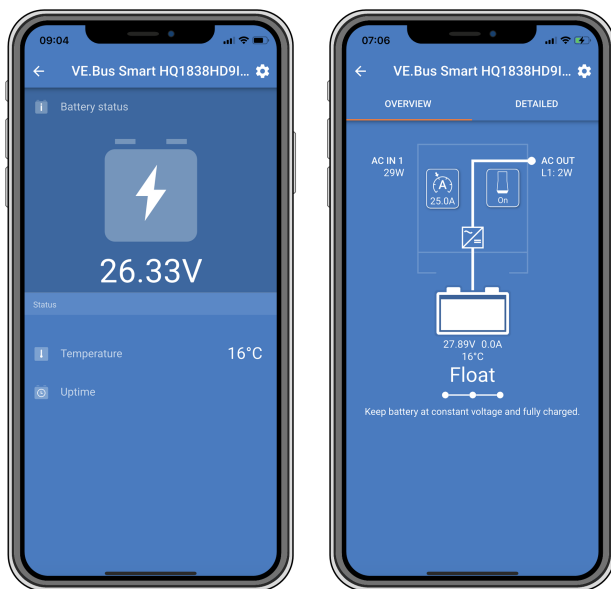 09:04
VE.Bus Smart HQ1838HD9I...
Battery status
26.33V
Status
Temperature 16°C
Uptime
07:06
VE.Bus Smart HQ1838HD9I...
OVERVIEW DETAILED
AC IN 1
29W
A
25.0A
On
AC OUT
L1: 2W
27.89V 0.0A
16°C
Float
Keep battery at constant voltage and fully charged.